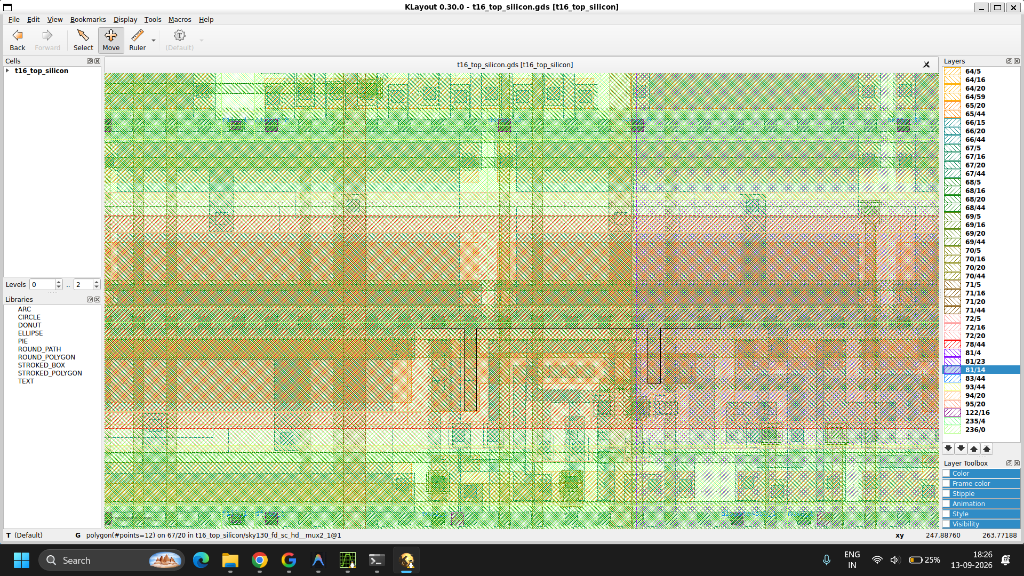 KLayout 0.30.0 - t16_top_silicon.gds [t16_top_silicon]
File Edit View Bookmarks Display Tools Macros Help
Back Forward Select Move Ruler (Default)
Cells
t16_top_silicon
Levels 0 .. 2
Libraries
ARC
CIRCLE
DONUT
ELLIPSE
PIE
ROUND_PATH
ROUND_POLYGON
STROKED_BOX
STROKED_POLYGON
TEXT
t16_top_silicon.gds [t16_top_silicon]
Layers
64/5
64/16
64/20
64/59
65/20
65/44
66/15
66/20
66/44
67/5
67/16
67/20
67/44
68/5
68/16
68/20
68/44
69/5
69/16
69/20
69/44
70/5
70/16
70/20
70/44
71/5
71/16
71/20
71/44
72/5
72/16
72/20
78/44
81/4
81/23
81/14
83/44
93/44
94/20
95/20
122/16
235/4
236/0
Layer Toolbox
Color
Frame color
Stipple
Animation
Style
Visibility
T (Default) G polygon(#points=12) on 67/20 in t16_top_silicon/sky130_fd_sc_hd__mux2_1@1 xy 247.88760 263.77188
Search
ENG
IN
25%
18:26
13-09-2026